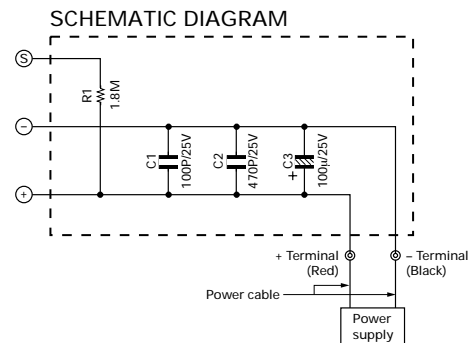 SCHEMATIC DIAGRAM
S
R1
1.8M
−
C1
100P/25V
C2
470P/25V
+ C3
100µ/25V
+
+ Terminal
(Red)
− Terminal
(Black)
Power cable
Power
supply